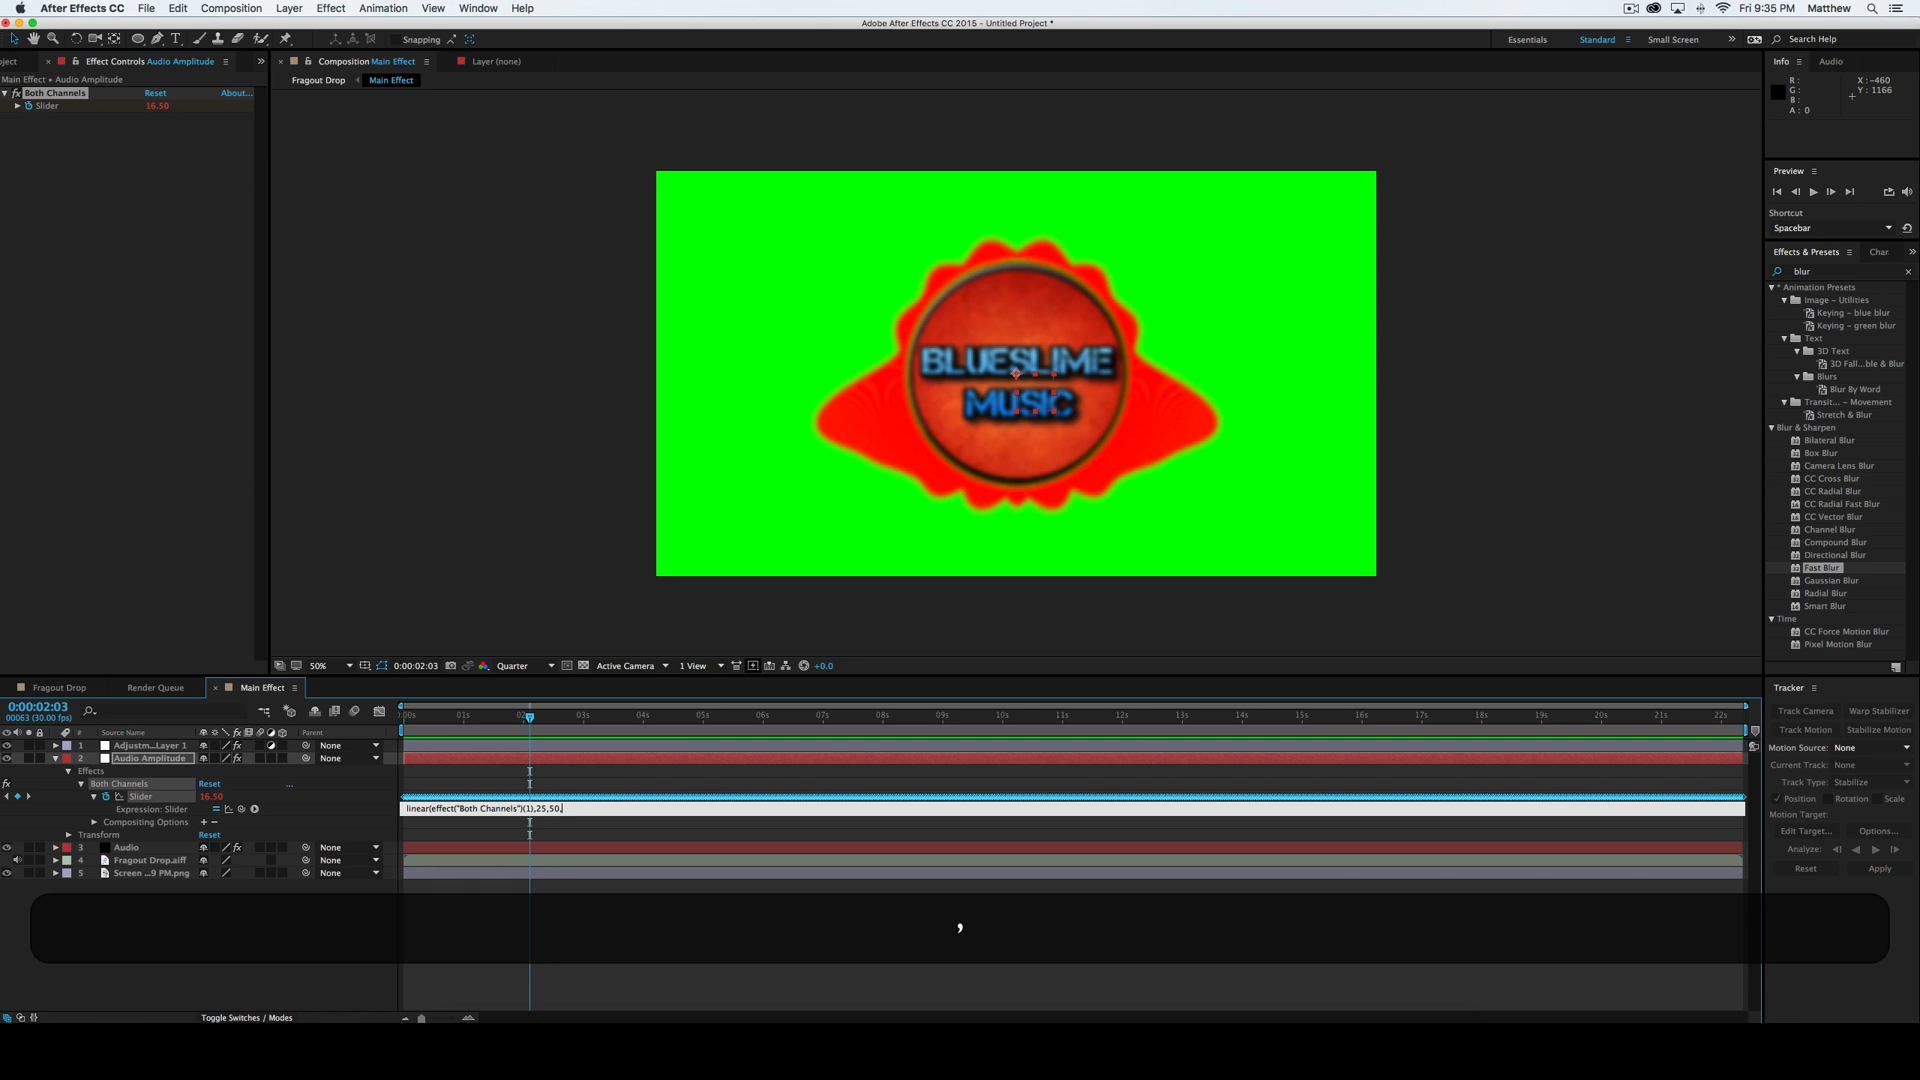 After Effects CC File Edit Composition Layer Effect Animation View Window Help Fri 9:35 PM Matthew
Adobe After Effects CC 2015 - Untitled Project *
Snapping Essentials Standard Small Screen Search Help
oject Effect Controls Audio Amplitude
Main Effect • Audio Amplitude
fx Both Channels Reset About...
Slider 16.50
Composition Main Effect Layer (none)
Fragout Drop Main Effect
BLUESLIME
MUSIC
50% 0:00:02:03 Quarter Active Camera 1 View +0.0
Info Audio
R : X : -460
G : Y : 1166
B :
A : 0
Preview
Shortcut
Spacebar
Effects & Presets Char
blur
* Animation Presets
Image – Utilities
Keying – blue blur
Keying – green blur
Text
3D Text
3D Fall...ble & Blur
Blurs
Blur By Word
Transit... – Movement
Stretch & Blur
Blur & Sharpen
Bilateral Blur
Box Blur
Camera Lens Blur
CC Cross Blur
CC Radial Blur
CC Radial Fast Blur
CC Vector Blur
Channel Blur
Compound Blur
Directional Blur
Fast Blur
Gaussian Blur
Radial Blur
Smart Blur
Time
CC Force Motion Blur
Pixel Motion Blur
Tracker
Track Camera Warp Stabilizer
Track Motion Stabilize Motion
Motion Source: None
Current Track: None
Track Type: Stabilize
Position Rotation Scale
Motion Target:
Edit Target... Options...
Analyze:
Reset Apply
Fragout Drop Render Queue Main Effect
0:00:02:03
00063 (30.00 fps)
:00s 01s 02s 03s 04s 05s 06s 07s 08s 09s 10s 11s 12s 13s 14s 15s 16s 17s 18s 19s 20s 21s 22s
# Source Name Parent
1 Adjustm...Layer 1 fx None
2 Audio Amplitude fx None
Effects
fx Both Channels Reset ...
Slider 16.50
Expression: Slider linear(effect("Both Channels")(1),25,50,
Compositing Options + –
Transform Reset
3 Audio fx None
4 Fragout Drop.aiff None
5 Screen ...9 PM.png None
,
Toggle Switches / Modes